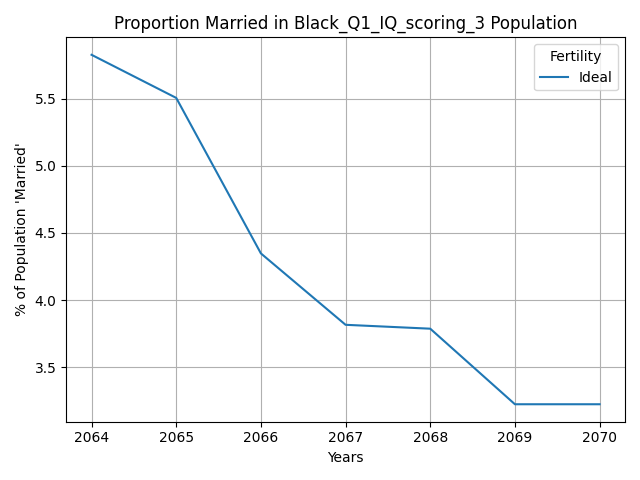 Proportion Married in Black_Q1_IQ_scoring_3 Population
Fertility
Ideal
% of Population 'Married'
5.5
5.0
4.5
4.0
3.5
2064 2065 2066 2067 2068 2069 2070
Years